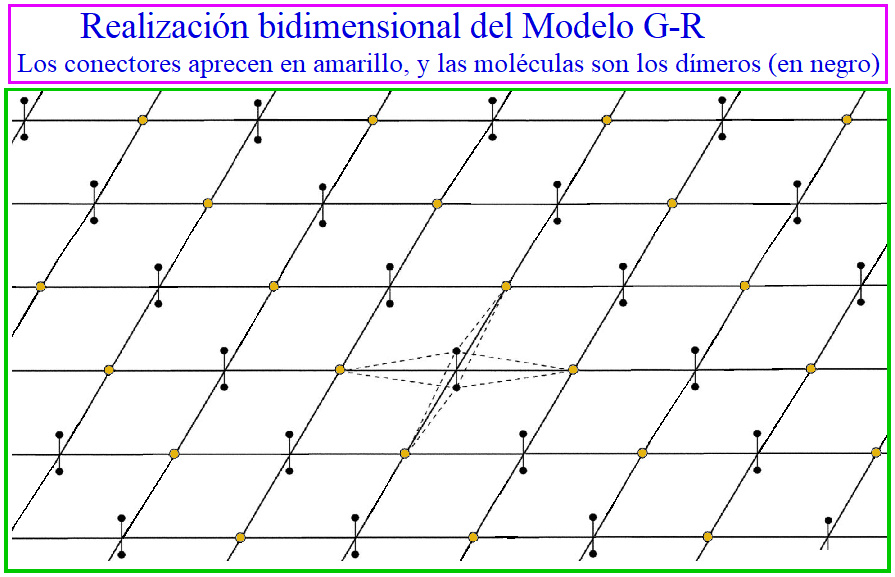 Realización bidimensional del Modelo G-R
Los conectores aprecen en amarillo, y las moléculas son los dímeros (en negro)